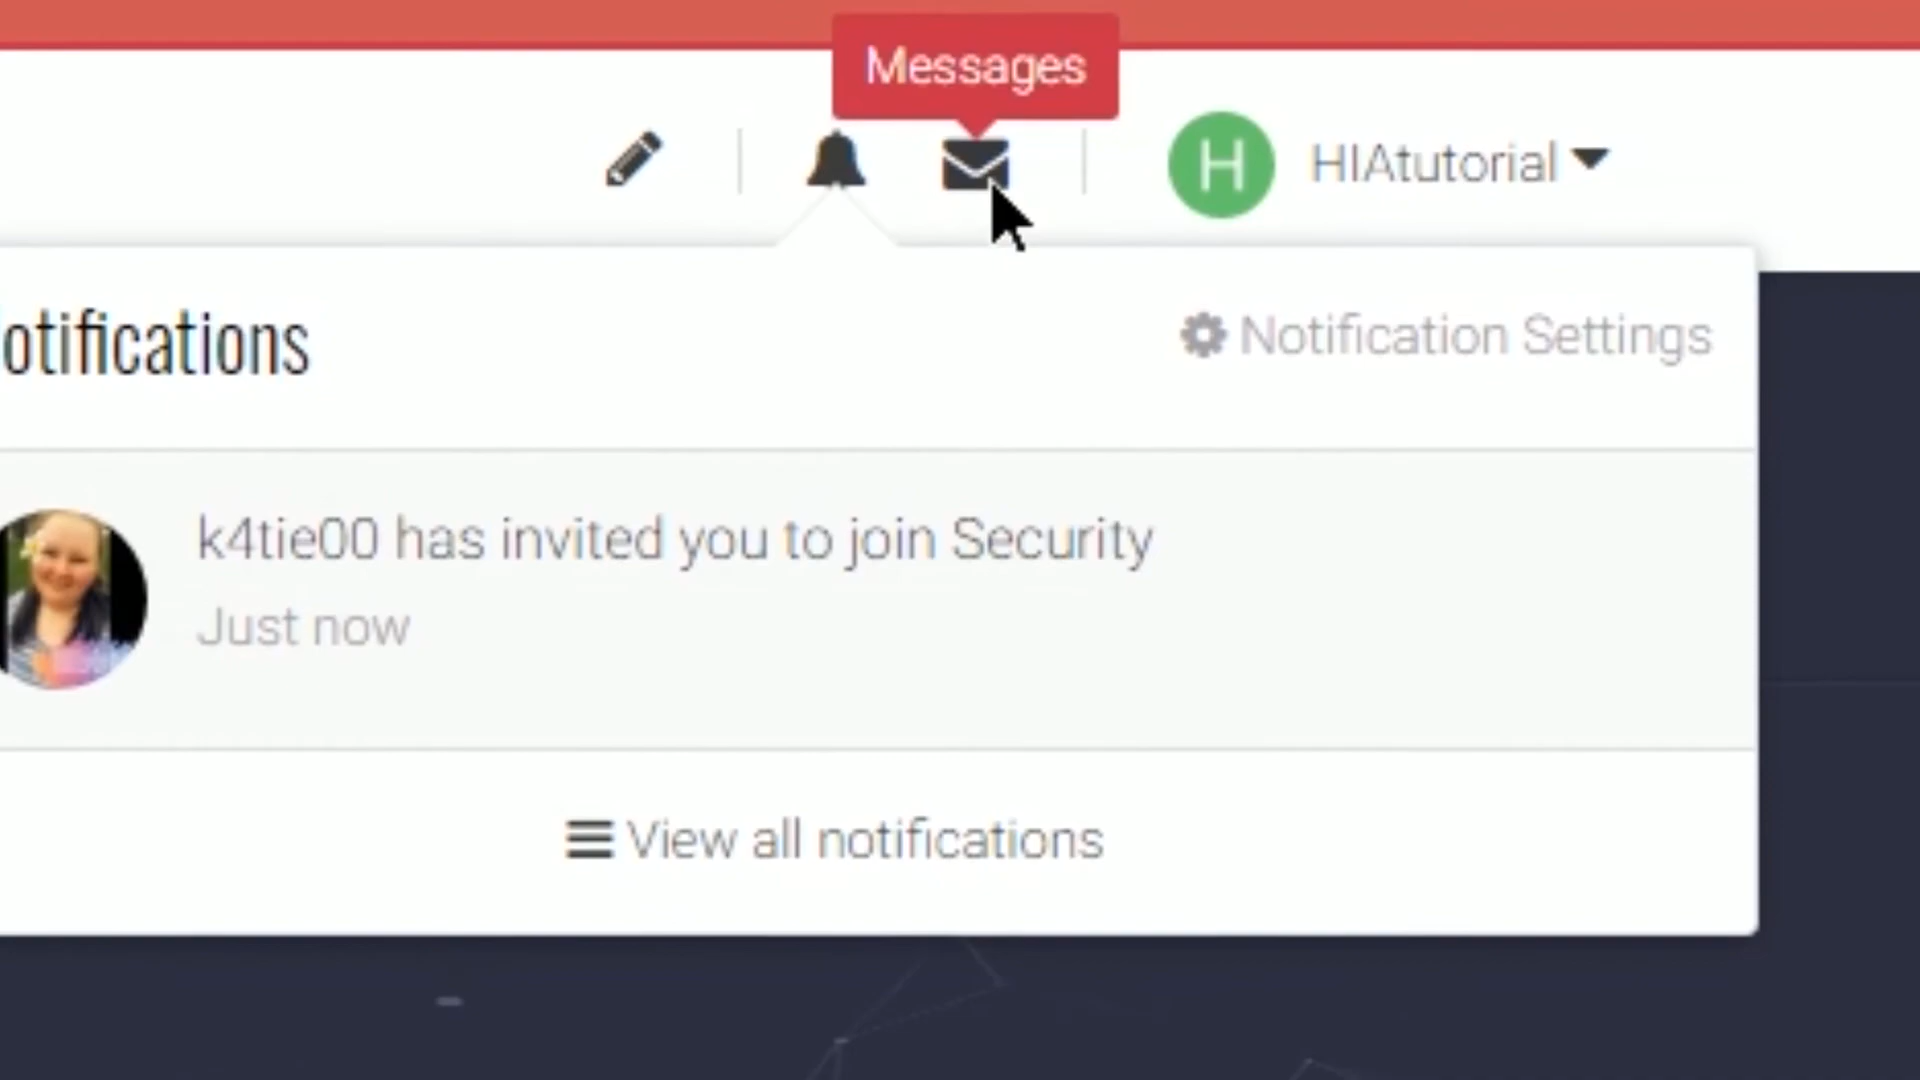 Messages
H HIAtutorial
otifications
Notification Settings
k4tie00 has invited you to join Security
Just now
View all notifications